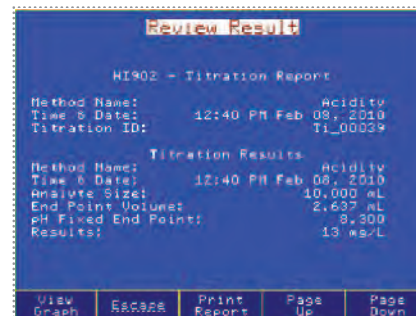 Review Result
HI902 - Titration Report
Method Name: Acidity
Time & Date: 12:40 PM Feb 08, 2010
Titration ID: Ti_00039
Titration Results
Method Name: Acidity
Time & Date: 12:40 PM Feb 08, 2010
Analyte Size: 10.000 mL
End Point Volume: 2.637 mL
pH Fixed End Point: 8.300
Results: 13 mg/L
View Graph Escape Print Report Page Up Page Down